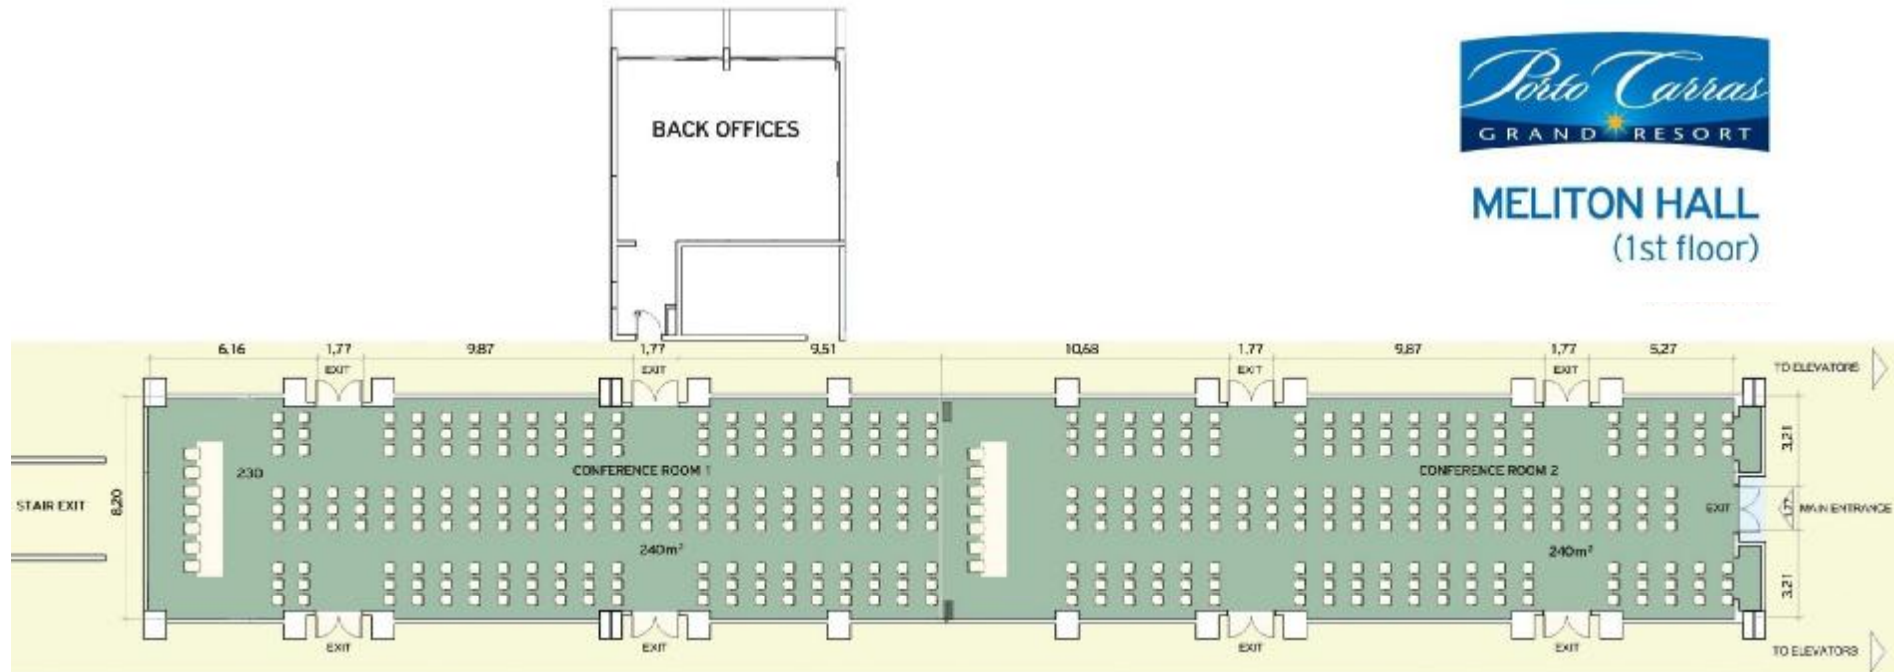 Porto Carras
GRAND RESORT
MELITON HALL
(1st floor)
BACK OFFICES
6,16 1,77 9,87 1,77 9,51 10,68 1,77 9,87 1,77 5,27
TO ELEVATORS
EXIT EXIT EXIT EXIT
3,21
230 CONFERENCE ROOM 1 CONFERENCE ROOM 2
STAIR EXIT 8,20 EXIT 1,77 MAIN ENTRANCE
240m² 240m²
3,21
EXIT EXIT EXIT EXIT
TO ELEVATORS